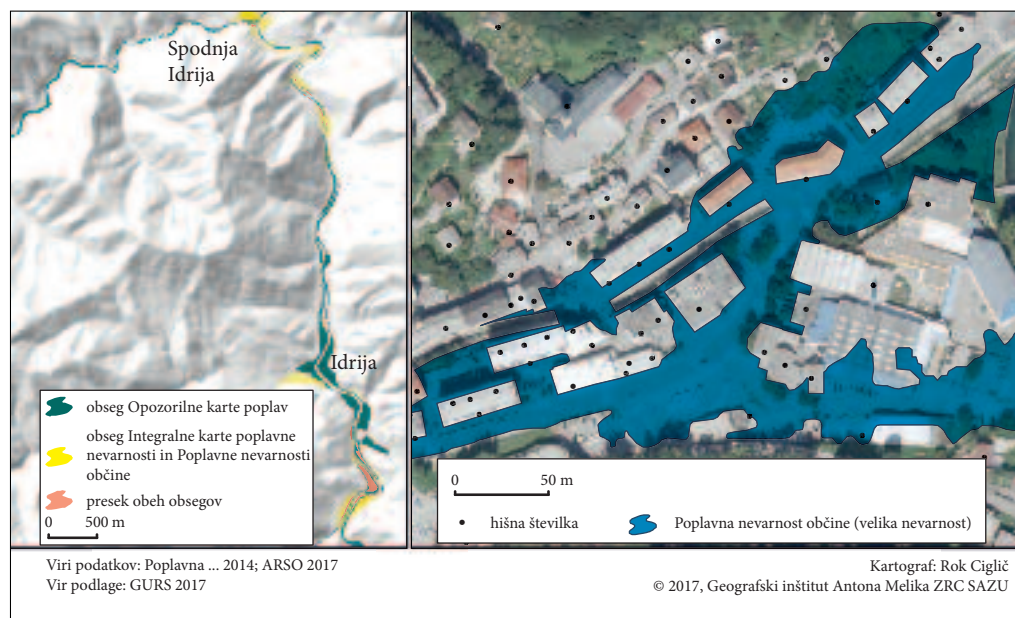 Spodnja
Idrija
Idrija
obseg Opozorilne karte poplav
obseg Integralne karte poplavne
nevarnosti in Poplavne nevarnosti
občine
presek obeh obsegov
0 500 m
0 50 m
hišna številka
Poplavna nevarnost občine (velika nevarnost)
Viri podatkov: Poplavna ... 2014; ARSO 2017
Vir podlage: GURS 2017
Kartograf: Rok Ciglič
© 2017, Geografski inštitut Antona Melika ZRC SAZU